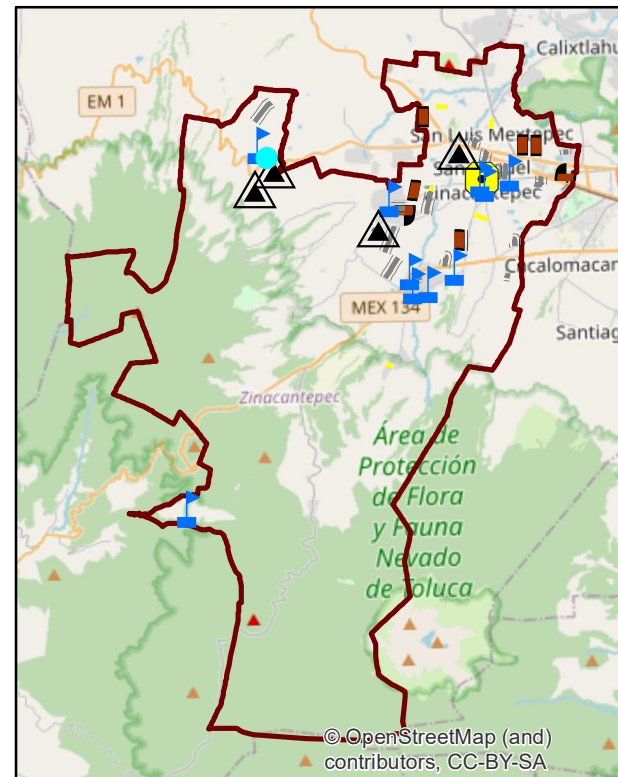 Calixtlahu
EM 1
San Luis Mextepec
San Miguel
Zinacantepec
Cacalomacan
MEX 134
Santiag
Zinacantepec
Área de
Protección
de Flora
y Fauna
Nevado
de Toluca
© OpenStreetMap (and)
contributors, CC-BY-SA